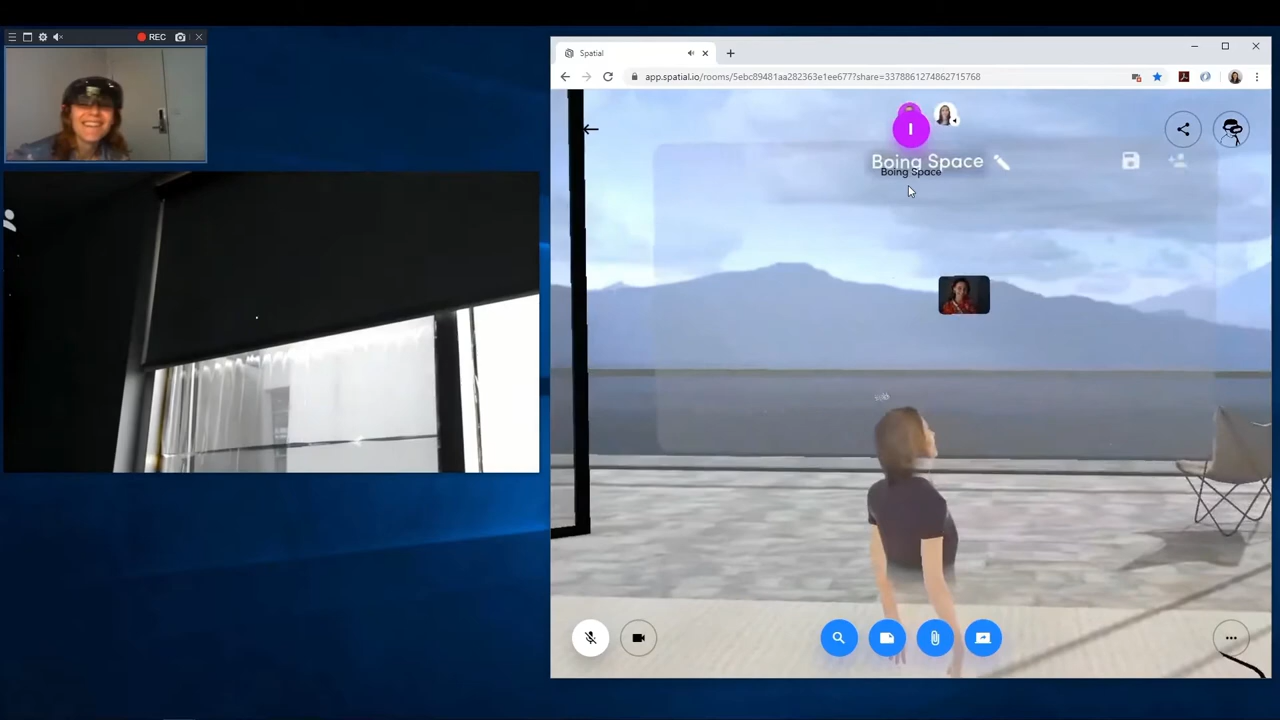 REC
Spatial
app.spatial.io/rooms/5ebc89481aa282363e1ee677?share=3378861274862715768
I
Boing Space
Boing Space